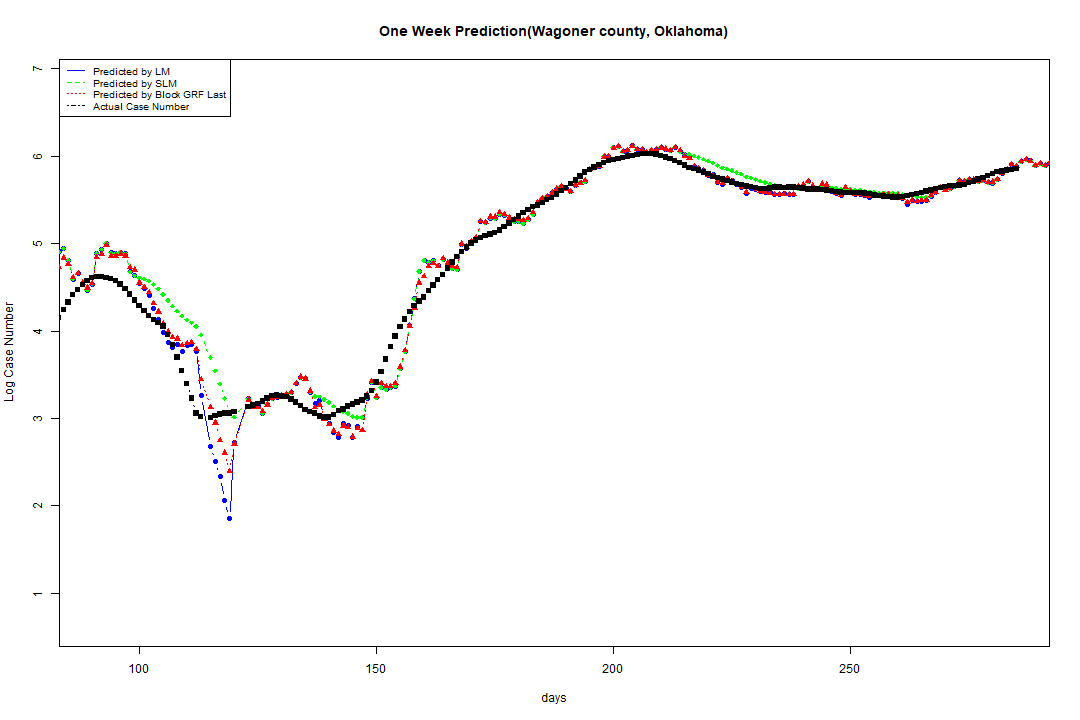 One Week Prediction(Wagoner county, Oklahoma)
Predicted by LM
Predicted by SLM
Predicted by Block GRF Last
Actual Case Number
7
6
5
4
3
2
1
Log Case Number
100 150 200 250
days